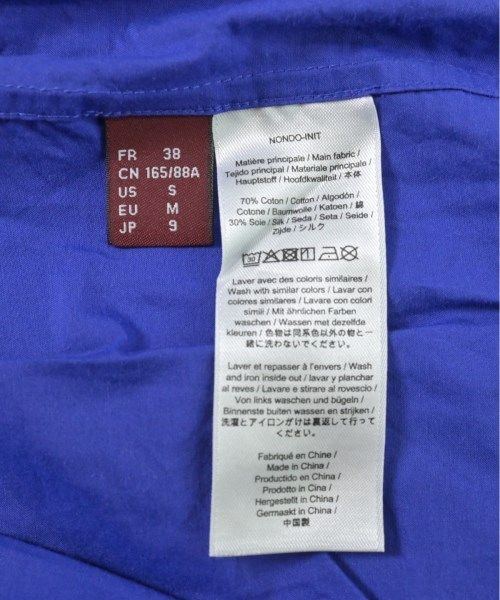 FR 38
CN 165/88A
US S
EU M
JP 9
NONDO-INIT
Matière principale / Main fabric /
Tejido principal / Materiale principale /
Hauptstoff / Hoofdkwaliteit / 本体
70% Coton / Cotton / Algodón /
Cotone / Baumwolle / Katoen / 綿
30% Soie / Silk / Seda / Seta / Seide /
Zijde / シルク
30
Laver avec des coloris similaires /
Wash with similar colors / Lavar con
colores similares / Lavare con colori
simili / Mit ähnlichen Farben
waschen / Wassen met dezelfde
kleuren / 色物は同系色以外の物と一
緒に洗わないでください。
Laver et repasser à l'envers / Wash
and iron inside out / lavar y planchar
al reves / Lavare e stirare al rovescio /
Von links waschen und bügeln /
Binnenste buiten wassen en strijken /
洗濯とアイロンがけは裏返して行って
ください。
Fabriqué en Chine /
Made in China /
Productido en China /
Prodotto in Cina /
Hergestellt in China /
Germaakt in China /
中国製